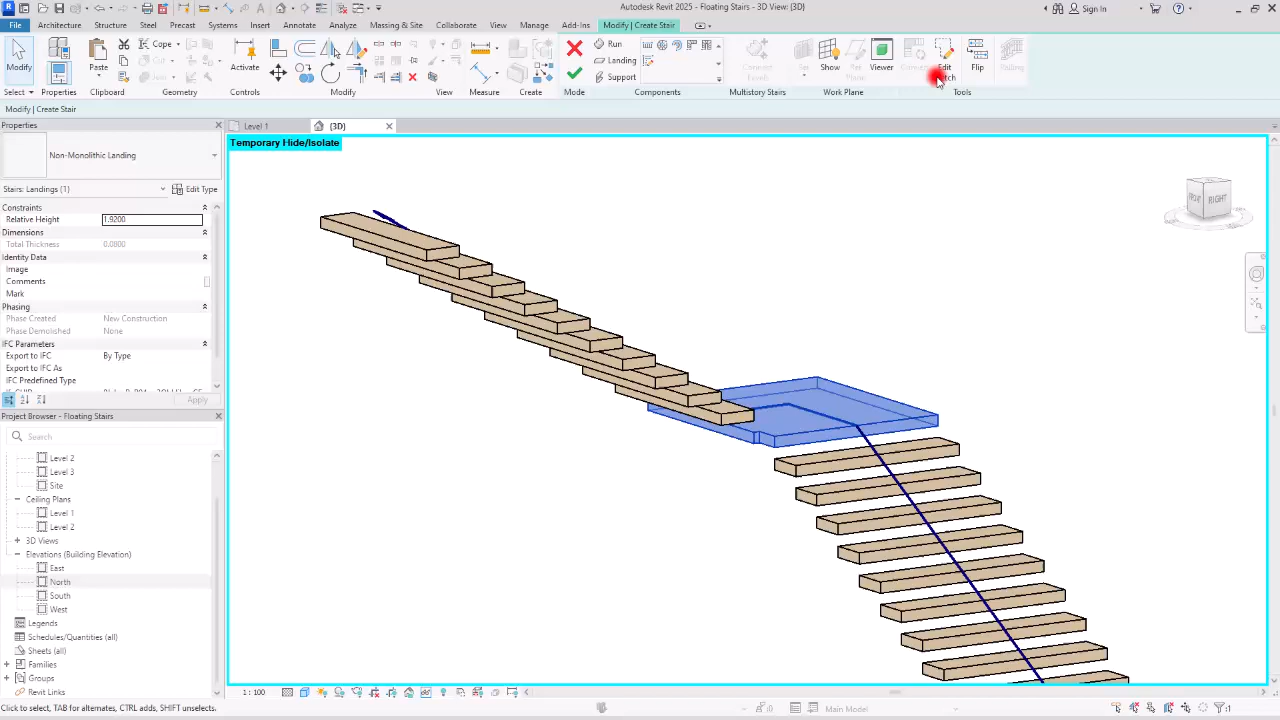 Autodesk Revit 2025 - Floating Stairs - 3D View: {3D}
Sign In
File
Architecture
Structure
Steel
Precast
Systems
Insert
Annotate
Analyze
Massing & Site
Collaborate
View
Manage
Add-Ins
Modify | Create Stair
Modify
Properties
Paste
Cope
Activate
Run
Landing
Support
Show
Viewer
Edit
Flip
Railing
Select
Properties
Clipboard
Geometry
Controls
Modify
View
Measure
Create
Mode
Components
Multistory Stairs
Work Plane
Tools
Modify | Create Stair
Properties
Level 1
{3D}
Non-Monolithic Landing
Stairs: Landings (1)
Edit Type
Constraints
Relative Height 1.9200
Dimensions
Total Thickness 0.0800
Identity Data
Image
Comments
Mark
Phasing
Phase Created New Construction
Phase Demolished None
IFC Parameters
Export to IFC By Type
Export to IFC As
IFC Predefined Type
Apply
Project Browser - Floating Stairs
Search
Level 2
Level 3
Site
Ceiling Plans
Level 1
Level 2
3D Views
Elevations (Building Elevation)
East
North
South
West
Legends
Schedules/Quantities (all)
Sheets (all)
Families
Groups
Revit Links
Temporary Hide/Isolate
RIGHT
1 : 100
Click to select, TAB for alternates, CTRL adds, SHIFT unselects.
:0
Main Model
:1